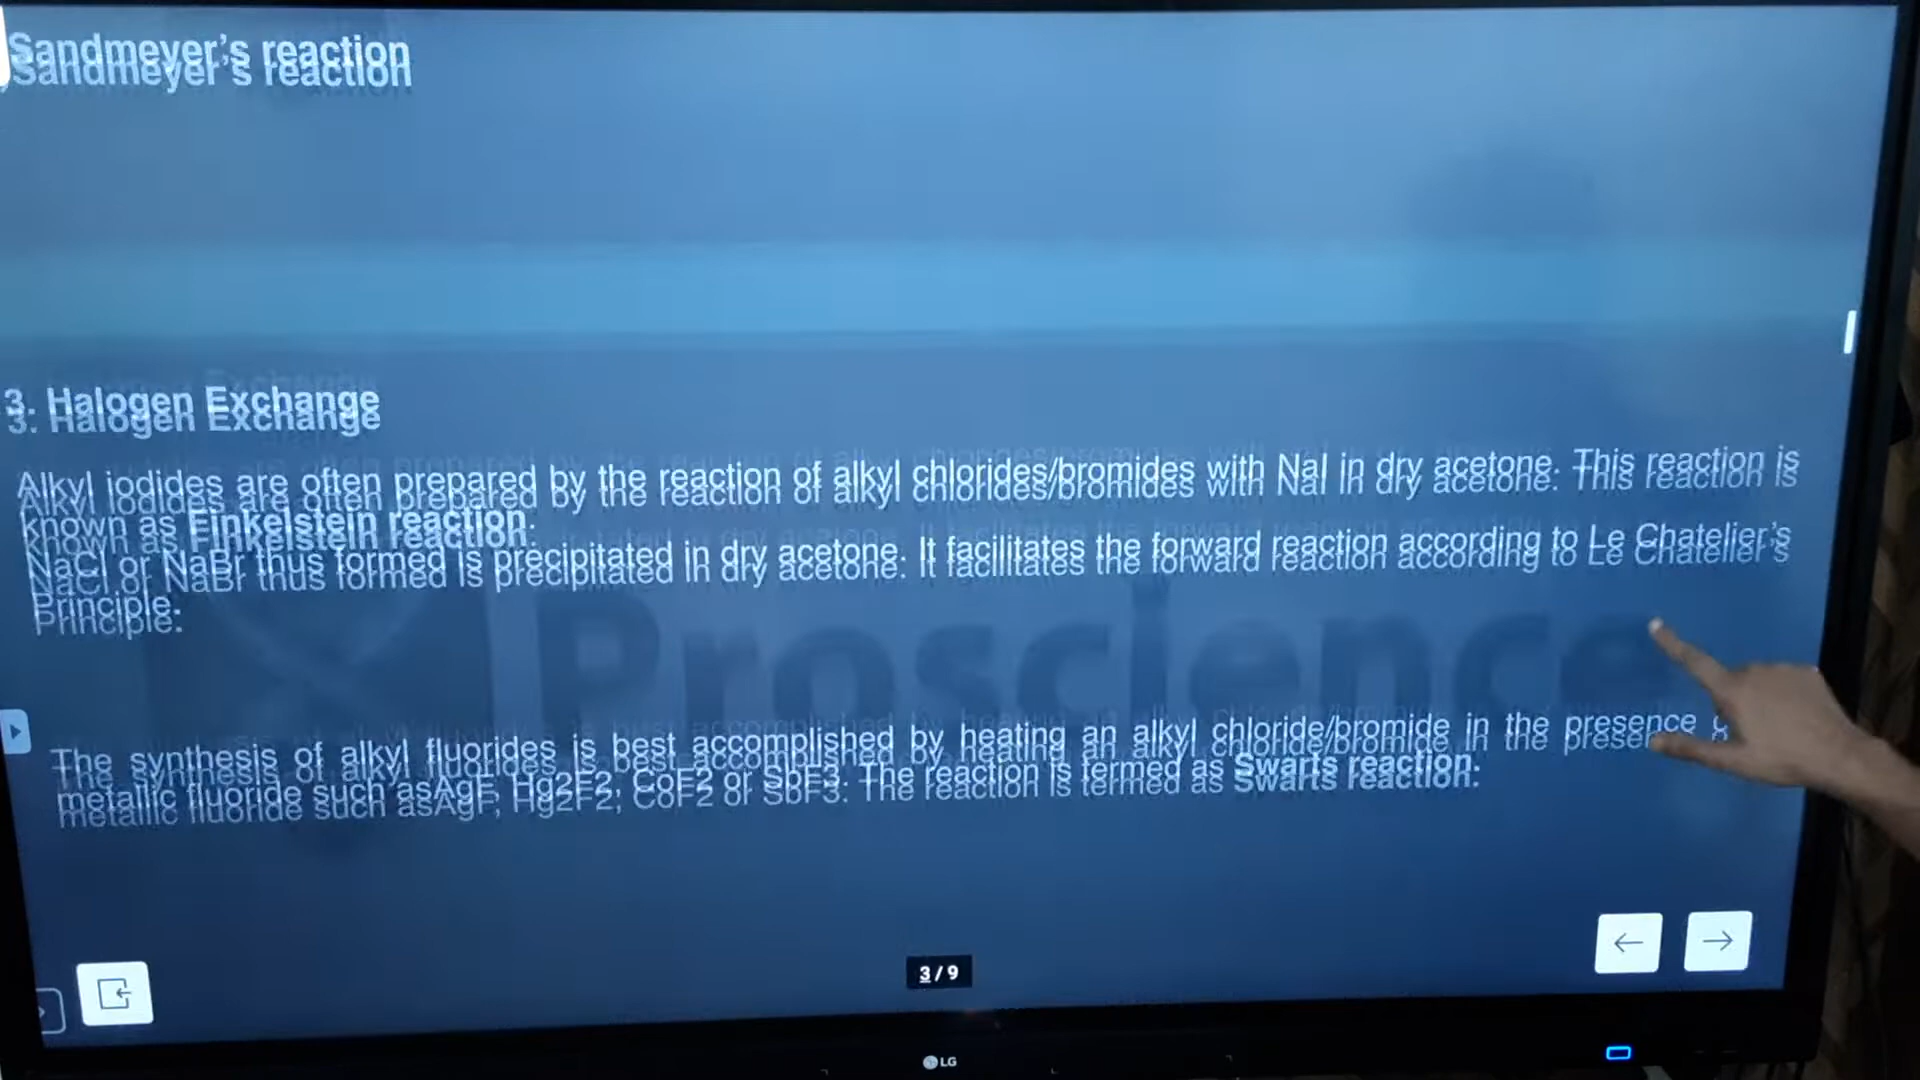 Sandmeyer's reaction
3. Halogen Exchange
Alkyl iodides are often prepared by the reaction of alkyl chlorides/bromides with NaI in dry acetone. This reaction is
known as Finkelstein reaction.
NaCl or NaBr thus formed is precipitated in dry acetone. It facilitates the forward reaction according to Le Chatelier's
Principle.
Proscience
The synthesis of alkyl fluorides is best accomplished by heating an alkyl chloride/bromide in the presence
metallic fluoride such asAgF, Hg2F2, CoF2 or SbF3. The reaction is termed as Swarts reaction.
3 / 9
LG